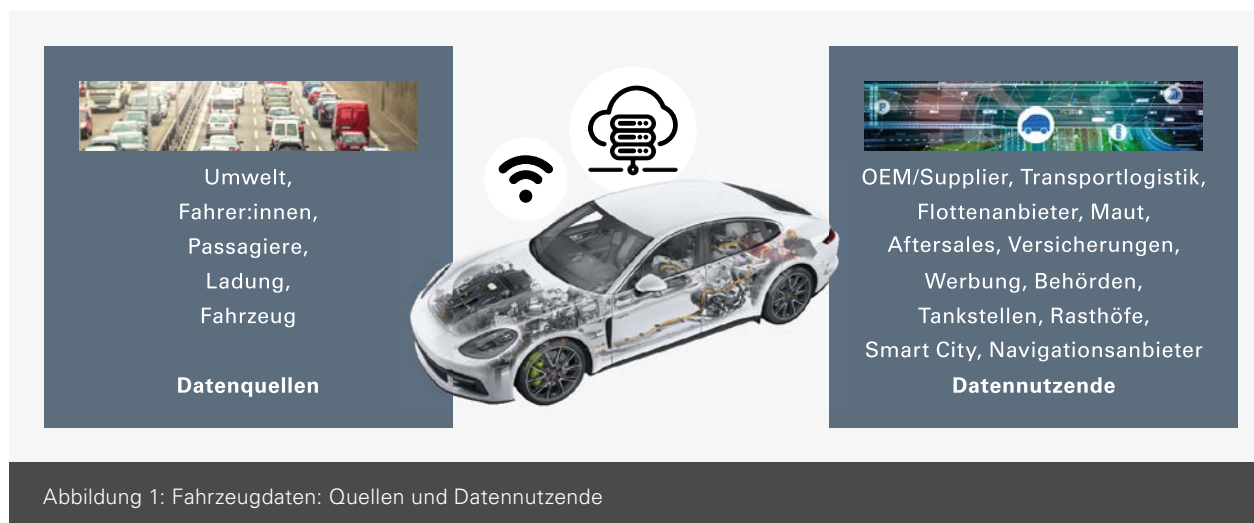 Umwelt,
Fahrer:innen,
Passagiere,
Ladung,
Fahrzeug
Datenquellen
OEM/Supplier, Transportlogistik,
Flottenanbieter, Maut,
Aftersales, Versicherungen,
Werbung, Behörden,
Tankstellen, Rasthöfe,
Smart City, Navigationsanbieter
Datennutzende
Abbildung 1: Fahrzeugdaten: Quellen und Datennutzende